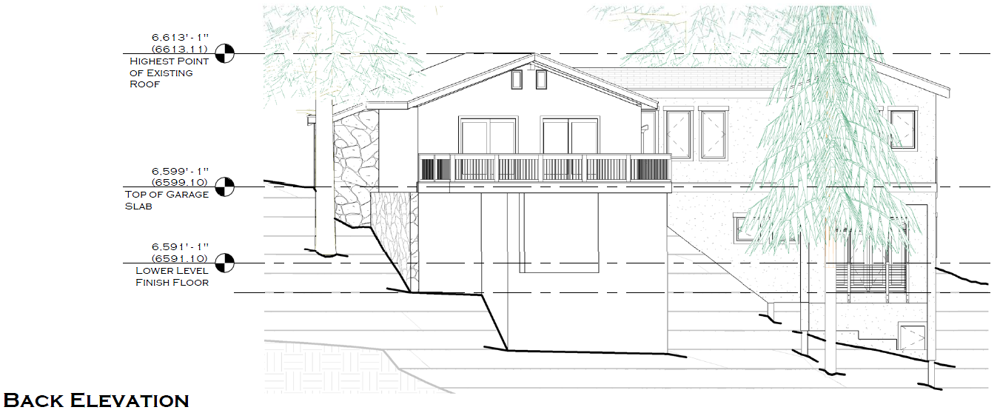 6.613' - 1"
(6613.11)
Highest Point
of Existing
Roof
6.599' - 1"
(6599.10)
Top of Garage
Slab
6.591' - 1"
(6591.10)
Lower Level
Finish Floor
Back Elevation